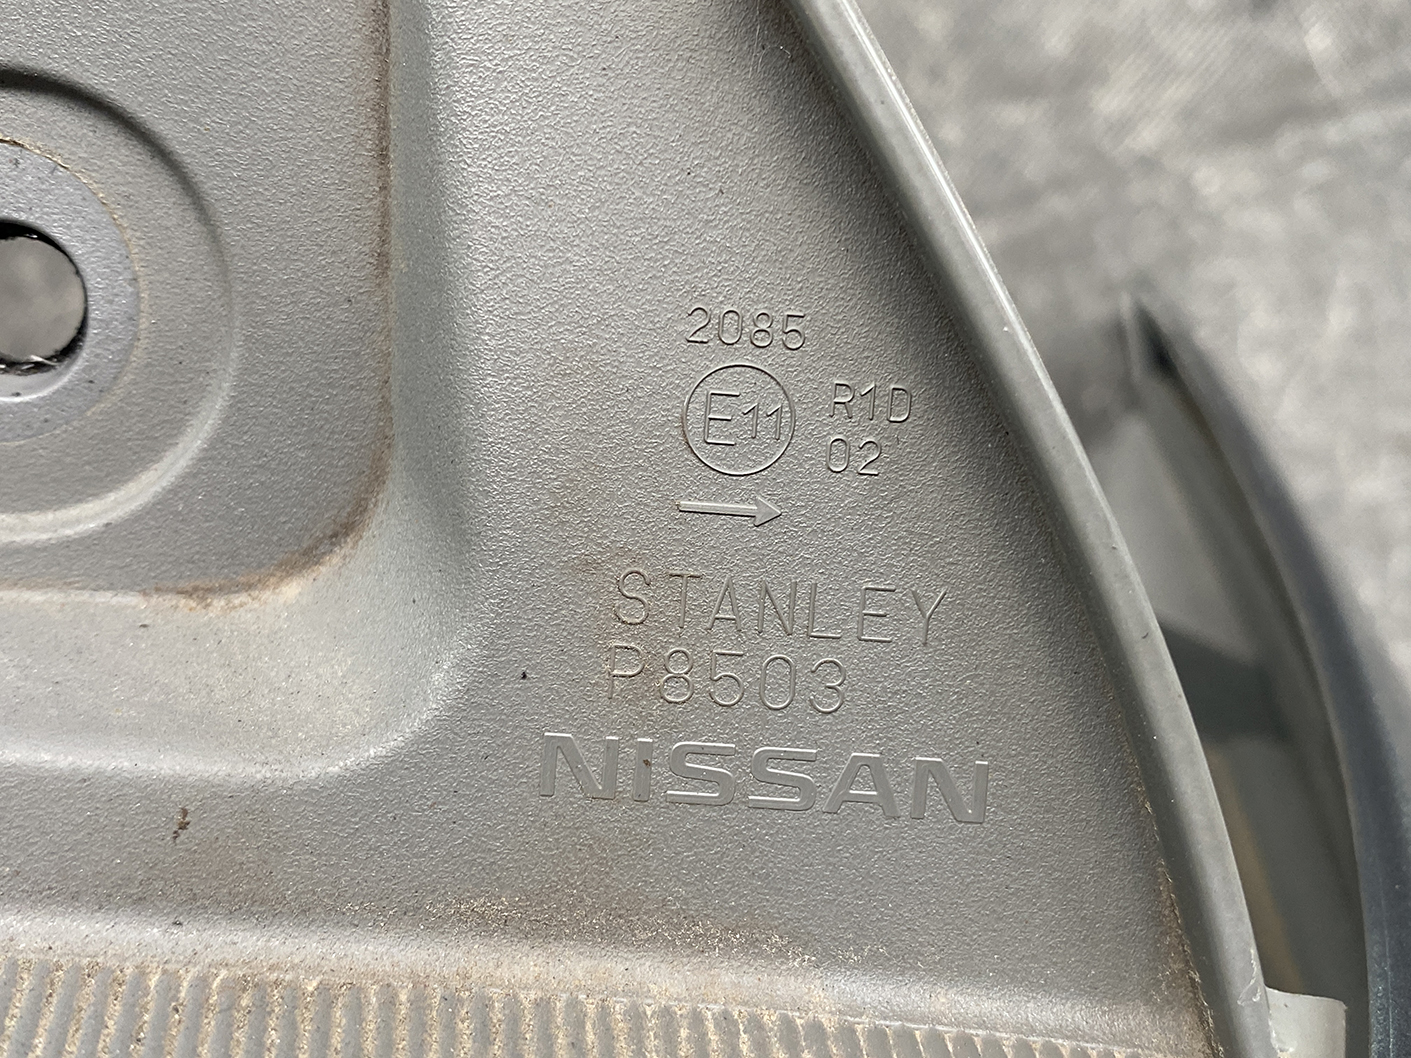 2085
E11 R1D
02
STANLEY
P8503
NISSAN